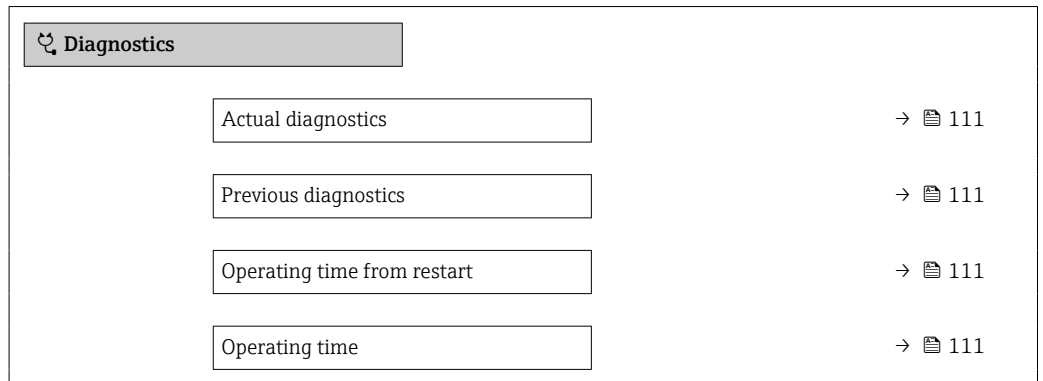 Diagnostics
Actual diagnostics → 111
Previous diagnostics → 111
Operating time from restart → 111
Operating time → 111